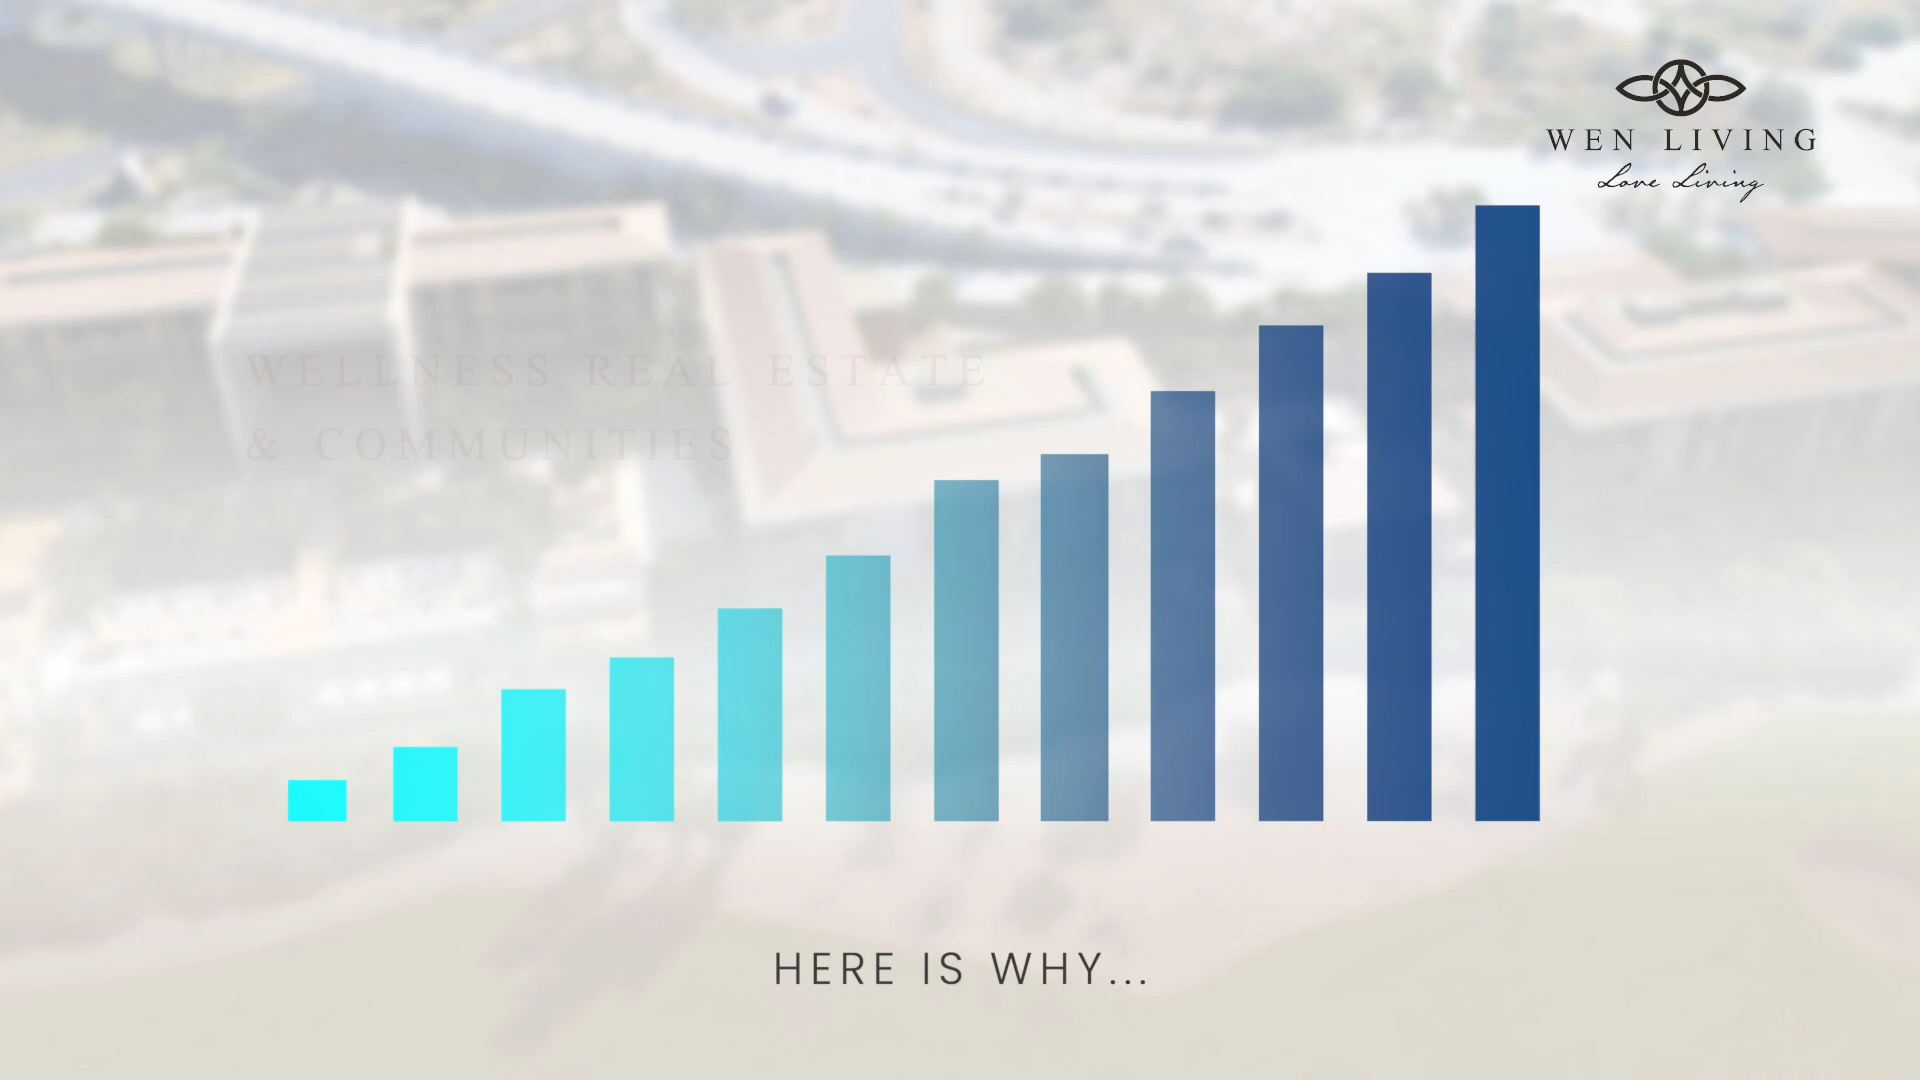 WEN LIVING
Love Living
WELLNESS REAL ESTATE
& COMMUNITIES
HERE IS WHY...